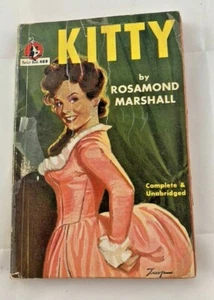 KITTY
by
ROSAMOND
MARSHALL
Complete &
Unabridged